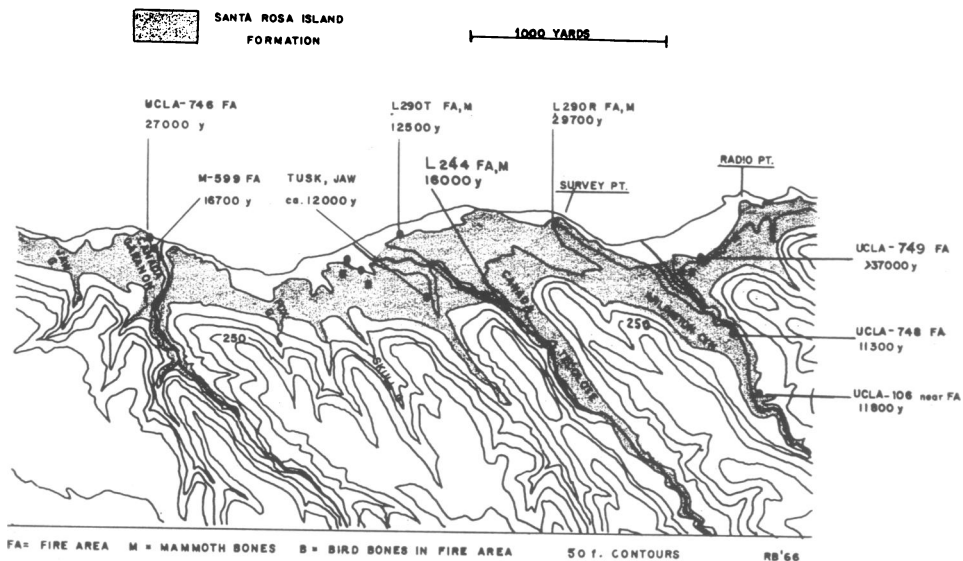 SANTA ROSA ISLAND
FORMATION
1000 YARDS
UCLA-746 FA
27000 y
L290T FA,M
12500 y
L290R FA,M
29700 y
M-599 FA
16700 y
TUSK, JAW
ca. 12000 y
L244 FA,M
16000 y
SURVEY PT.
RADIO PT.
UCLA-749 FA
>37000 y
UCLA-748 FA
11300 y
UCLA-106 near FA
11800 y
GARANON
CANADA
TECOLOTE
250
250
B
FA= FIRE AREA M = MAMMOTH BONES B = BIRD BONES IN FIRE AREA 50 f. CONTOURS RB'66